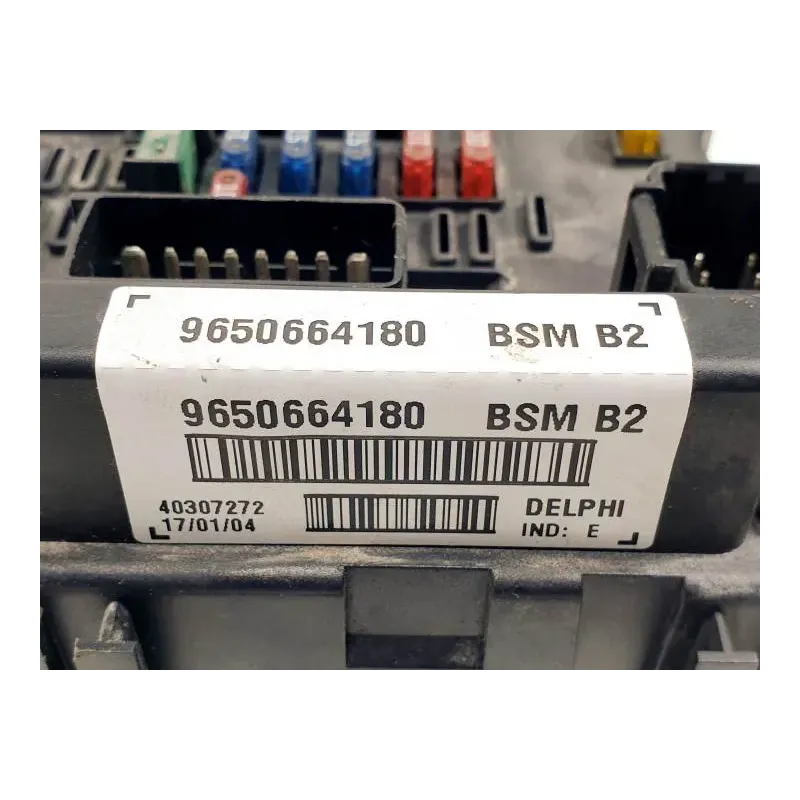 9650664180 BSM B2
9650664180 BSM B2
40307272 DELPHI
17/01/04 IND: E